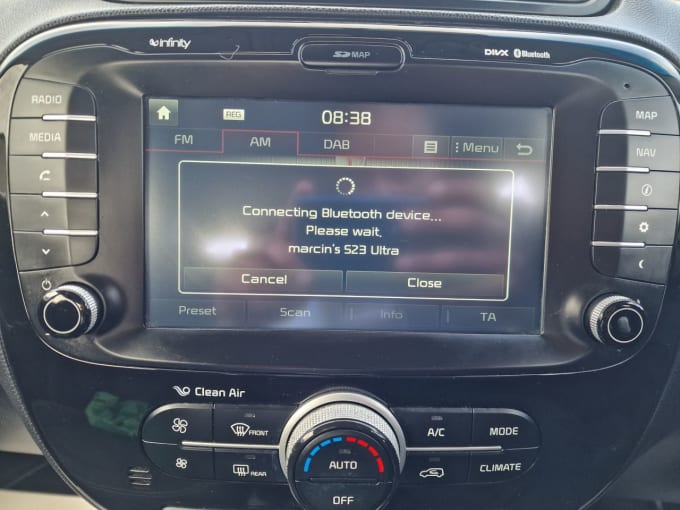 infinity
SD MAP
DIVX Bluetooth
RADIO
MEDIA
MAP
NAV
REG
08:38
FM
AM
DAB
Menu
Connecting Bluetooth device...
Please wait.
marcin's S23 Ultra
Cancel
Close
Preset
Scan
Info
TA
Clean Air
FRONT
REAR
AUTO
OFF
A/C
MODE
CLIMATE